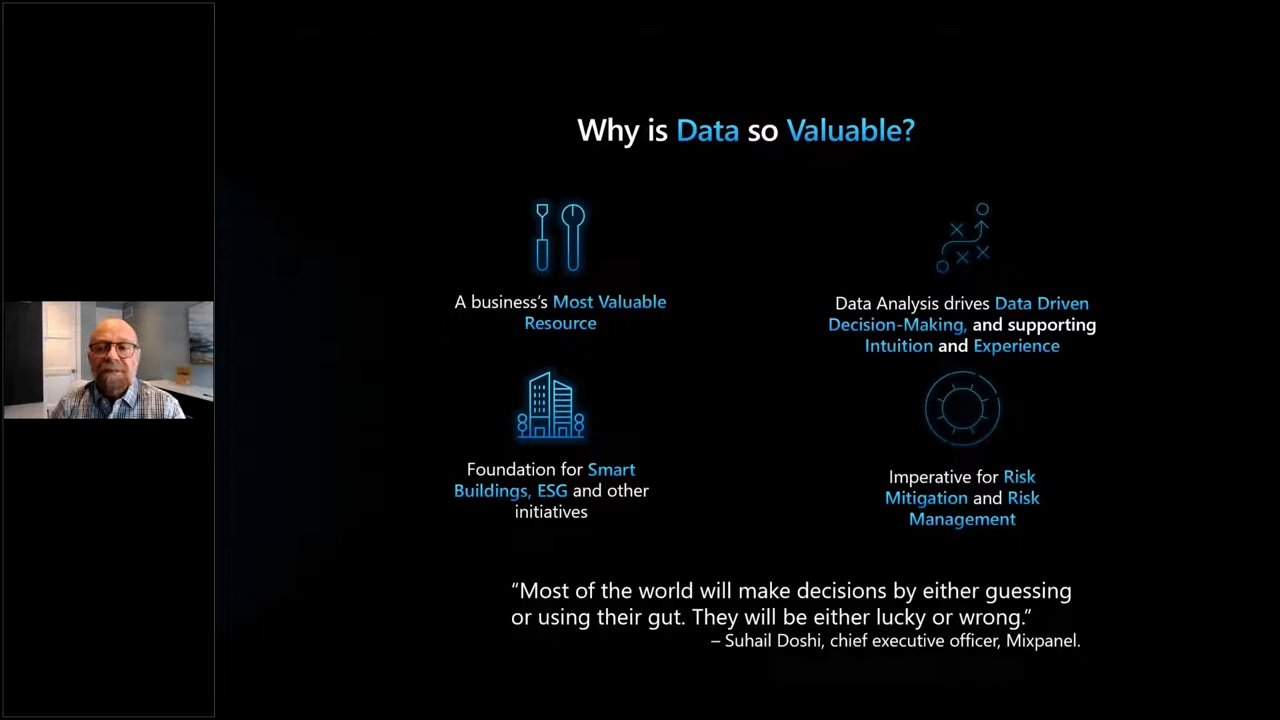 Why is Data so Valuable?
A business’s Most Valuable
Resource
Data Analysis drives Data Driven
Decision-Making, and supporting
Intuition and Experience
Foundation for Smart
Buildings, ESG and other
initiatives
Imperative for Risk
Mitigation and Risk
Management
“Most of the world will make decisions by either guessing
or using their gut. They will be either lucky or wrong.”
– Suhail Doshi, chief executive officer, Mixpanel.